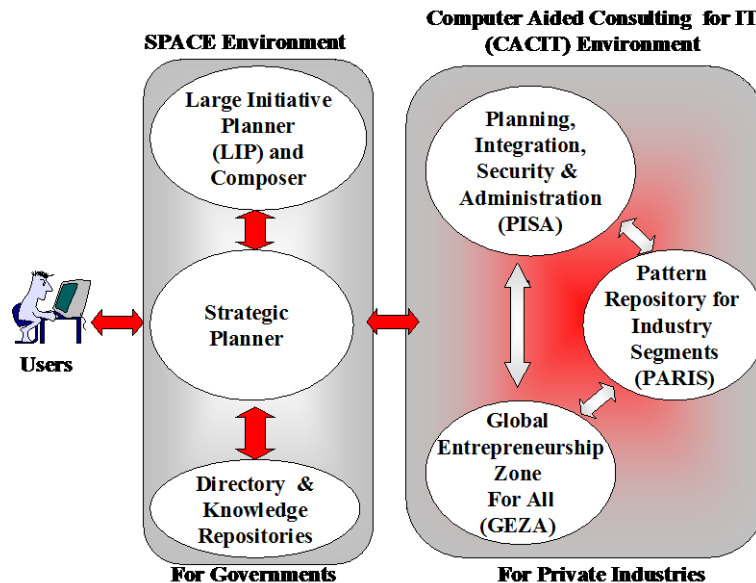 SPACE Environment
Large Initiative
Planner
(LIP) and
Composer
Strategic
Planner
Directory & 
Knowledge
Repositories
For Governments
Users
Computer Aided Consulting for IT
(CACIT) Environment
Planning,
Integration,
Security &
Administration
(PISA)
Pattern
Repository for
Industry
Segments
(PARIS)
Global
Entrepreneurship
Zone
For All
(GEZA)
For Private Industries